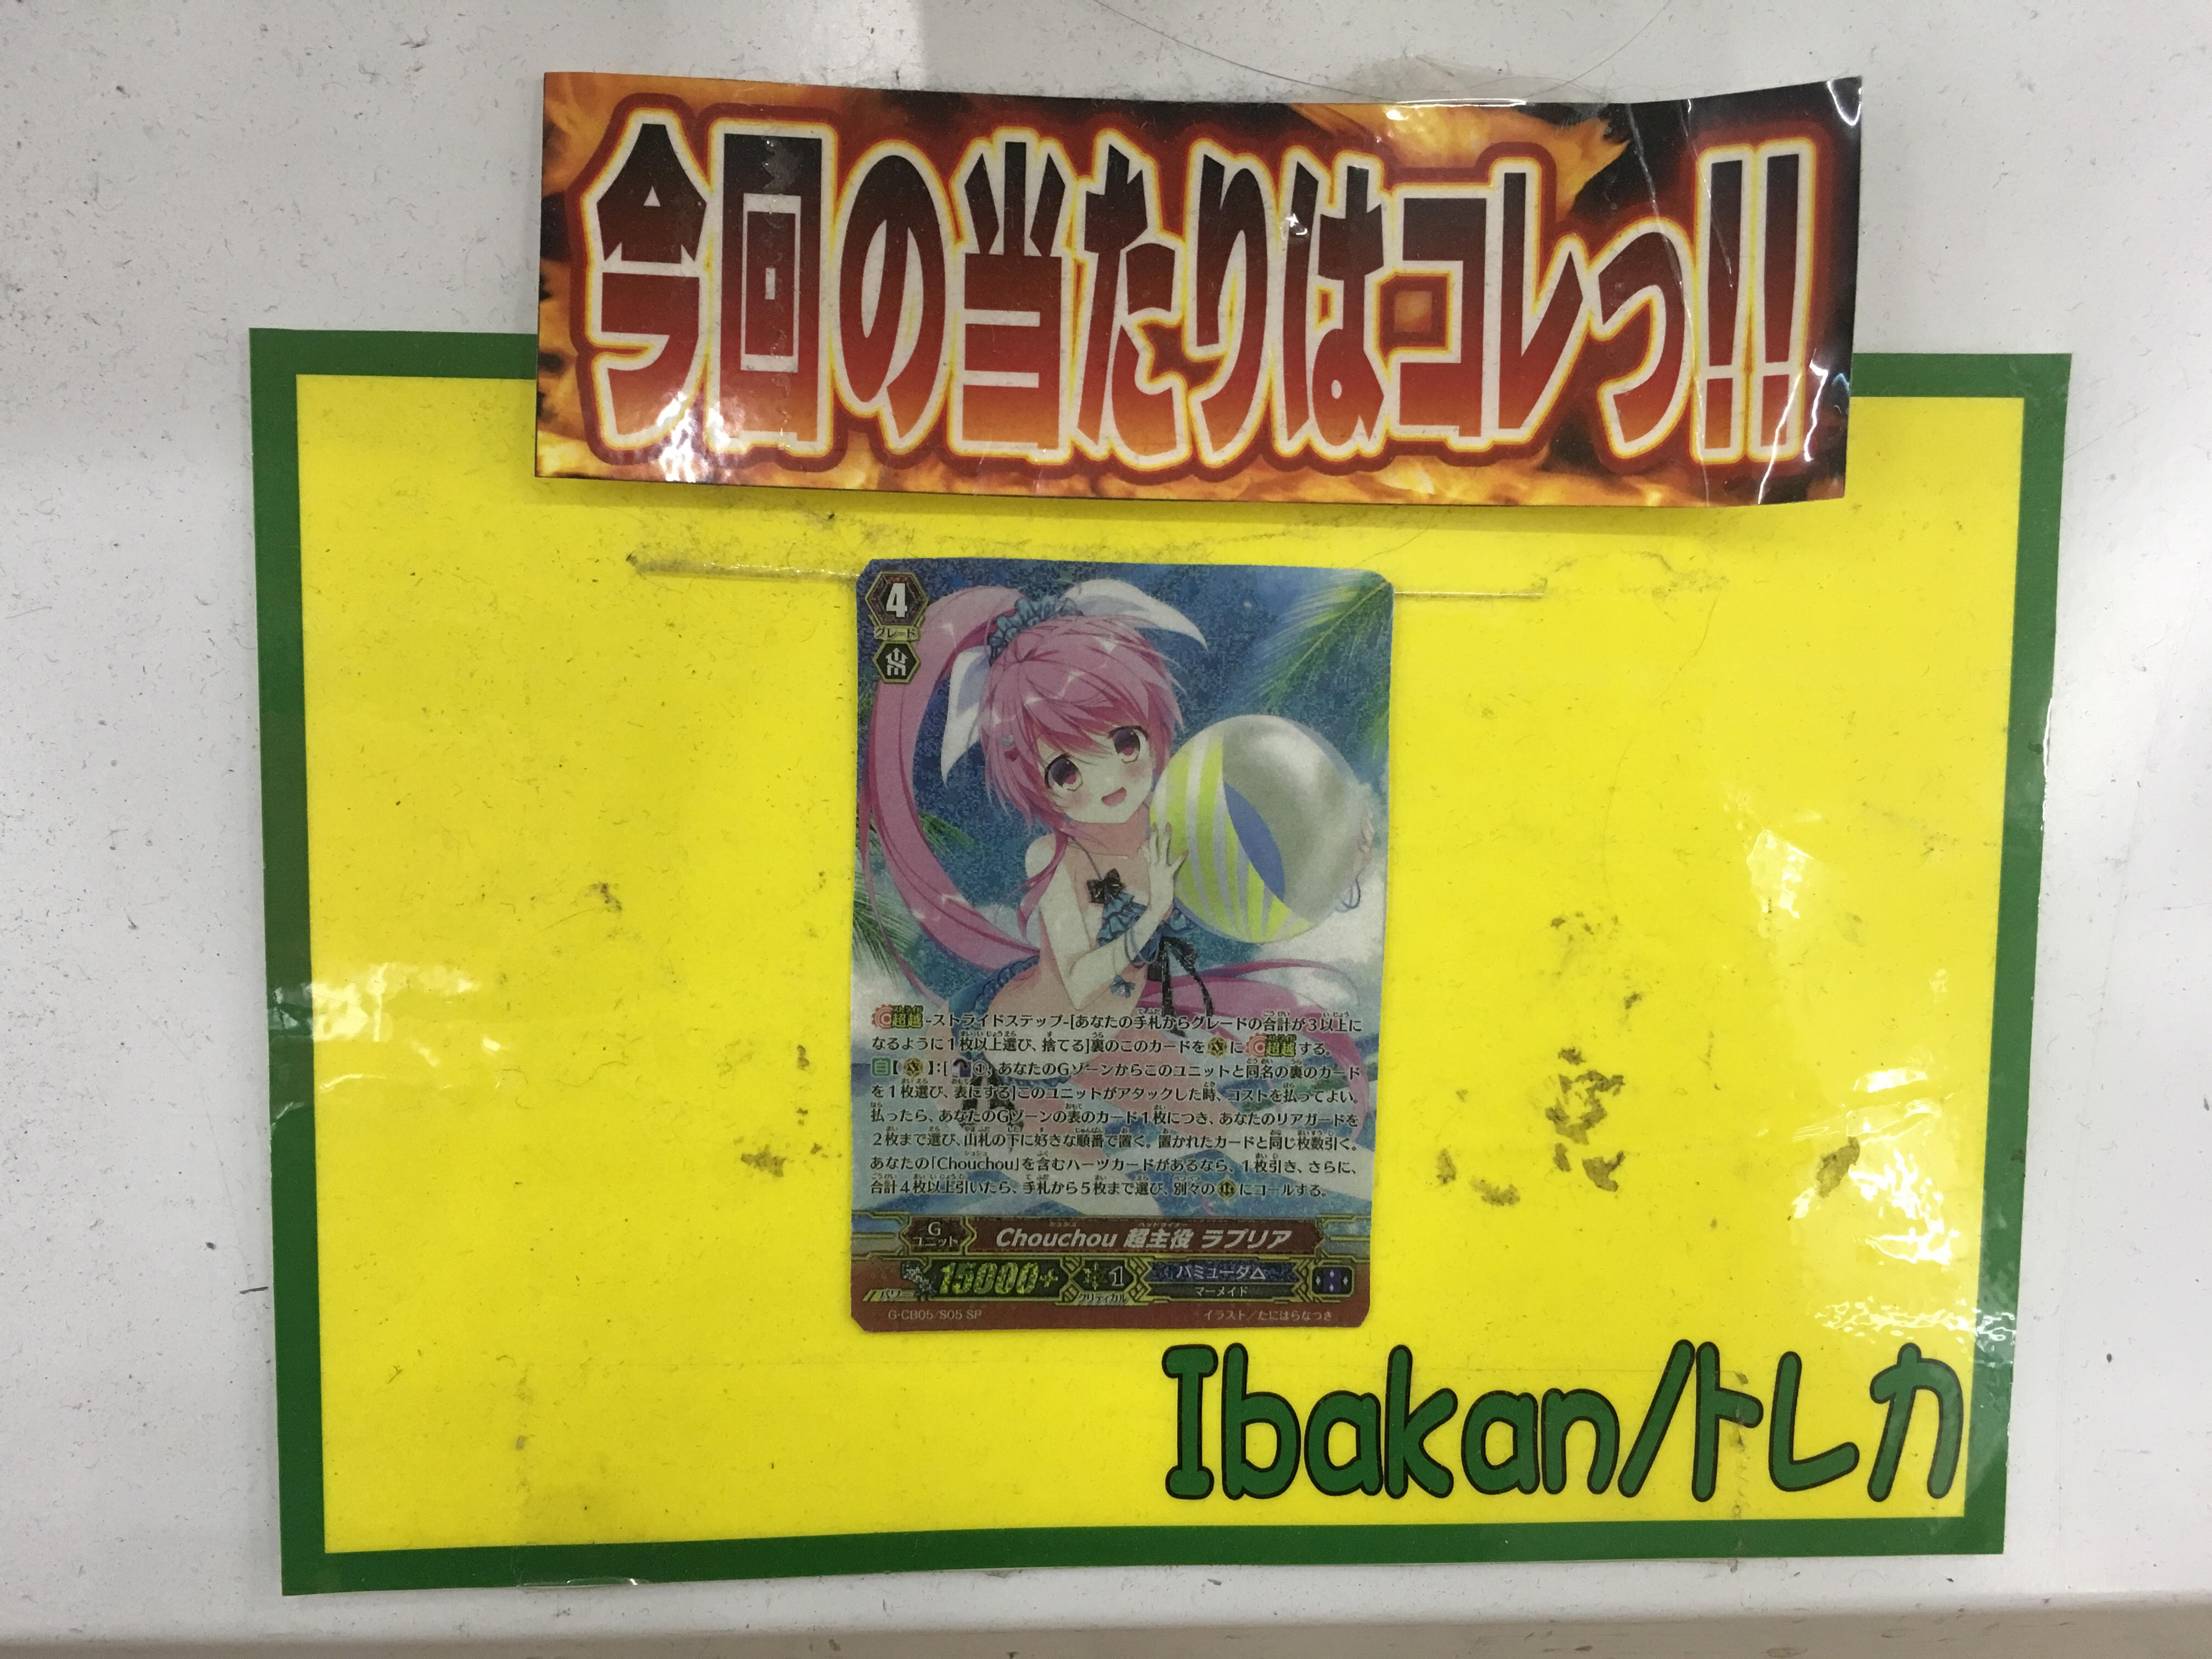 今回の当たりはコレっ!!
4
グレード
超越-ストライドステップ-[あなたの手札からグレードの合計が3以上に
なるように1枚以上選び、捨てる]裏のこのカードを に 超越する。
自【 】:[ ①, あなたのGゾーンからこのユニットと同名の裏のカード
を1枚選び、表にする]このユニットがアタックした時、コストを払ってよい。
払ったら、あなたのGゾーンの表のカード1枚につき、あなたのリアガードを
2枚まで選び、山札の下に好きな順番で置く。置かれたカードと同じ枚数引く。
あなたの「Chouchou」を含むハーツカードがあるなら、1枚引き、さらに、
合計4枚以上引いたら、手札から5枚まで選び、別々の にコールする。
G
ユニット
Chouchou 超主役 ラプリア
パワー 15000+ 1 クリティカル バミューダ△
マーメイド
G-CB05/S05 SP イラスト/たにはらなつき
Ibakan/トレカ